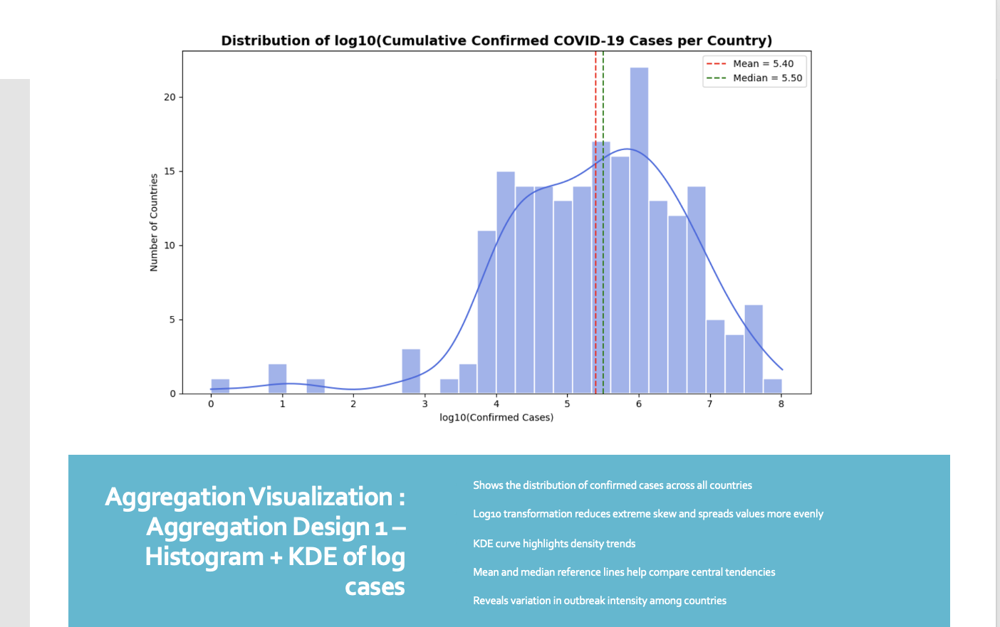 Distribution of log10(Cumulative Confirmed COVID-19 Cases per Country)
Mean = 5.40
Median = 5.50
20
15
10
5
0
Number of Countries
0 1 2 3 4 5 6 7 8
log10(Confirmed Cases)
Aggregation Visualization :
Aggregation Design 1 –
Histogram + KDE of log
cases
Shows the distribution of confirmed cases across all countries
Log10 transformation reduces extreme skew and spreads values more evenly
KDE curve highlights density trends
Mean and median reference lines help compare central tendencies
Reveals variation in outbreak intensity among countries